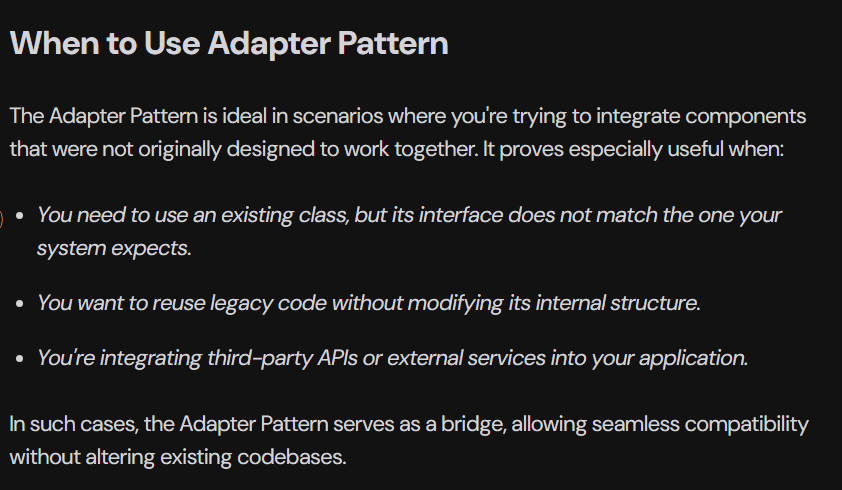 When to Use Adapter Pattern
The Adapter Pattern is ideal in scenarios where you're trying to integrate components
that were not originally designed to work together. It proves especially useful when:
• You need to use an existing class, but its interface does not match the one your
system expects.
• You want to reuse legacy code without modifying its internal structure.
• You're integrating third-party APIs or external services into your application.
In such cases, the Adapter Pattern serves as a bridge, allowing seamless compatibility
without altering existing codebases.